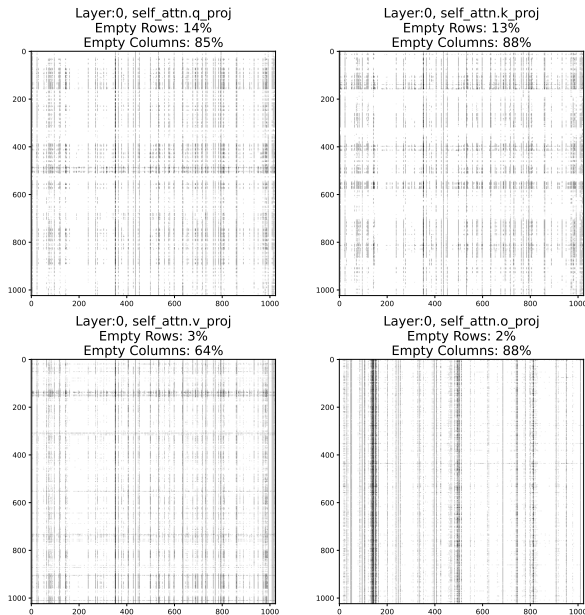 Layer:0, self_attn.q_proj
Empty Rows: 14%
Empty Columns: 85%
0
200
400
600
800
1000
0 200 400 600 800 1000
Layer:0, self_attn.k_proj
Empty Rows: 13%
Empty Columns: 88%
0
200
400
600
800
1000
0 200 400 600 800 1000
Layer:0, self_attn.v_proj
Empty Rows: 3%
Empty Columns: 64%
0
200
400
600
800
1000
0 200 400 600 800 1000
Layer:0, self_attn.o_proj
Empty Rows: 2%
Empty Columns: 88%
0
200
400
600
800
1000
0 200 400 600 800 1000